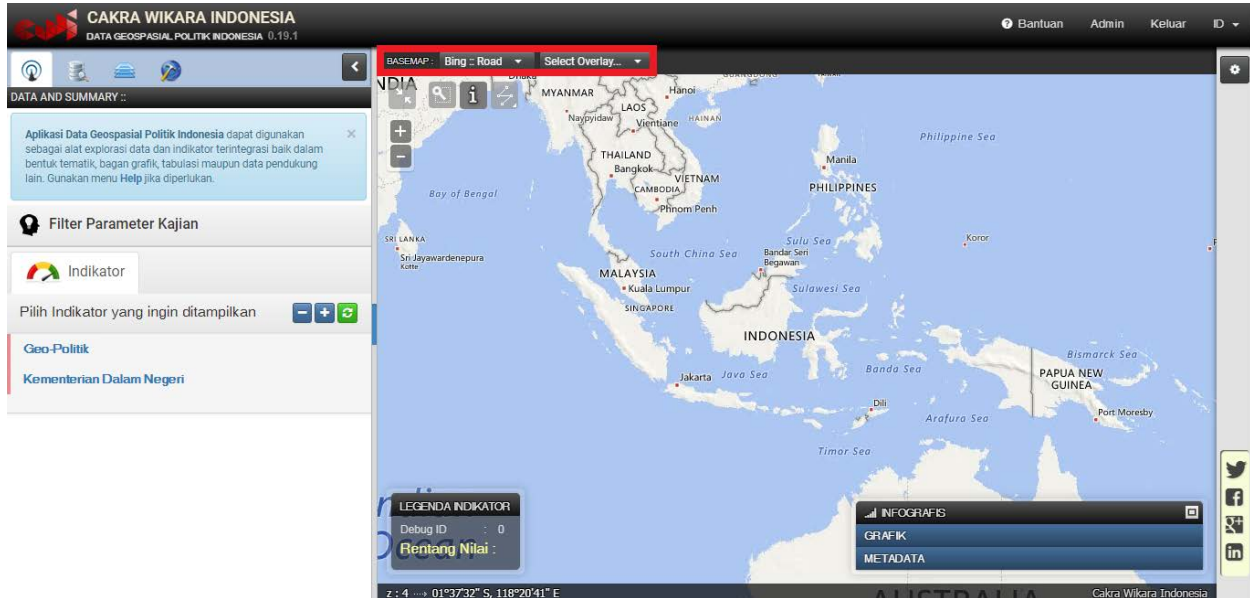 CAKRA WIKARA INDONESIA
DATA GEOSPASIAL POLITIK INDONESIA 0.19.1
Bantuan Admin Keluar ID
DATA AND SUMMARY ::
Aplikasi Data Geospasial Politik Indonesia dapat digunakan
sebagai alat explorasi data dan indikator terintegrasi baik dalam
bentuk tematik, bagan grafik, tabulasi maupun data pendukung
lain. Gunakan menu Help jika diperlukan.
Filter Parameter Kajian
Indikator
Pilih Indikator yang ingin ditampilkan
Geo-Politik
Kementerian Dalam Negeri
BASEMAP : Bing :: Road Select Overlay...
Dhaka
MYANMAR
Hanoi
LAOS
Naypyidaw
Vientiane
HAINAN
Philippine Sea
THAILAND
Bangkok
Manila
VIETNAM
CAMBODIA
PHILIPPINES
Bay of Bengal
Phnom Penh
SRI LANKA
Sri Jayawardenepura
Kotte
South China Sea
Sulu Sea
Bandar Seri
Begawan
Koror
MALAYSIA
Kuala Lumpur
Sulawesi Sea
SINGAPORE
INDONESIA
Bismarck Sea
Jakarta
Java Sea
Banda Sea
PAPUA NEW
GUINEA
Dili
Arafura Sea
Port Moresby
Timor Sea
LEGENDA INDIKATOR
Debug ID : 0
Rentang Nilai :
INFOGRAFIS
GRAFIK
METADATA
Ocean
AUSTRALIA
z : 4 ···→ 01°37'32" S, 118°20'41" E
Cakra Wikara Indonesia